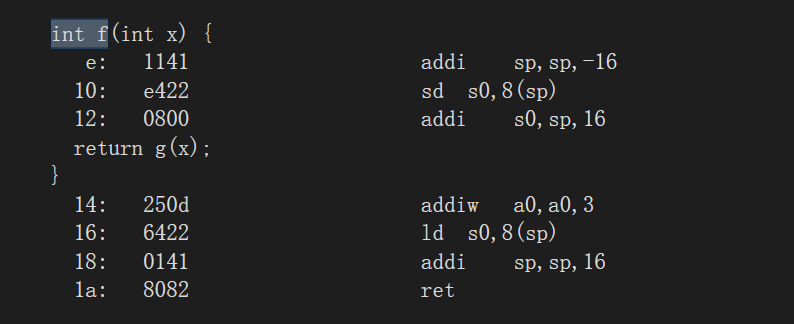 int f(int x) {
e: 1141 addi sp,sp,-16
10: e422 sd s0,8(sp)
12: 0800 addi s0,sp,16
return g(x);
}
14: 250d addiw a0,a0,3
16: 6422 ld s0,8(sp)
18: 0141 addi sp,sp,16
1a: 8082 ret